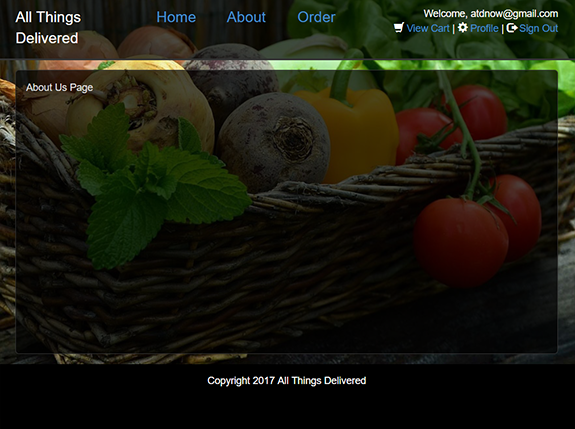 All Things
Delivered
Home About Order
Welcome, atdnow@gmail.com
View Cart | Profile | Sign Out
About Us Page
Copyright 2017 All Things Delivered